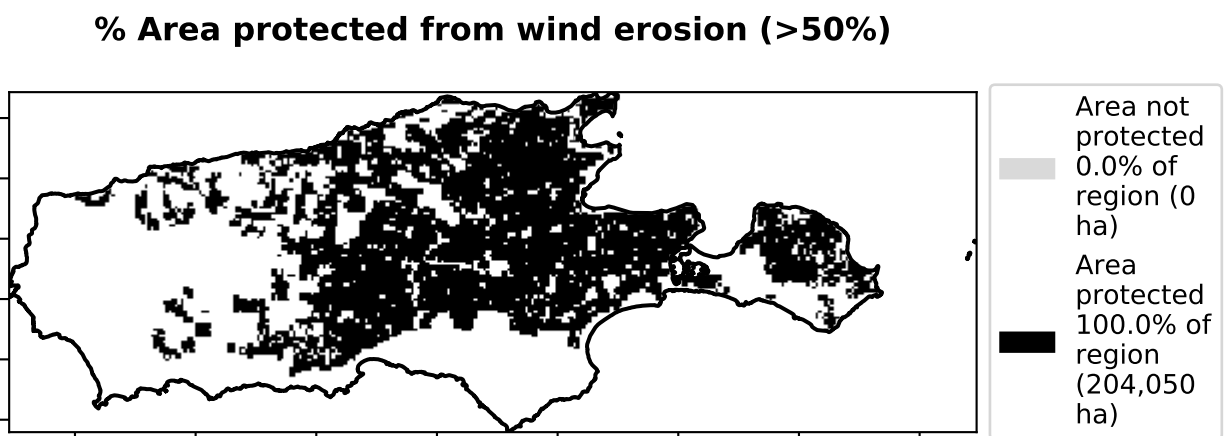 % Area protected from wind erosion (>50%)
Area not
protected
0.0% of
region (0
ha)
Area
protected
100.0% of
region
(204,050
ha)